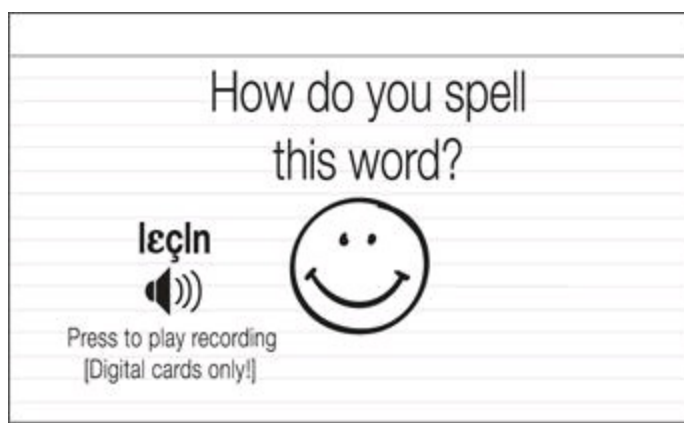 How do you spell
this word?
lɛçln
Press to play recording
[Digital cards only!]